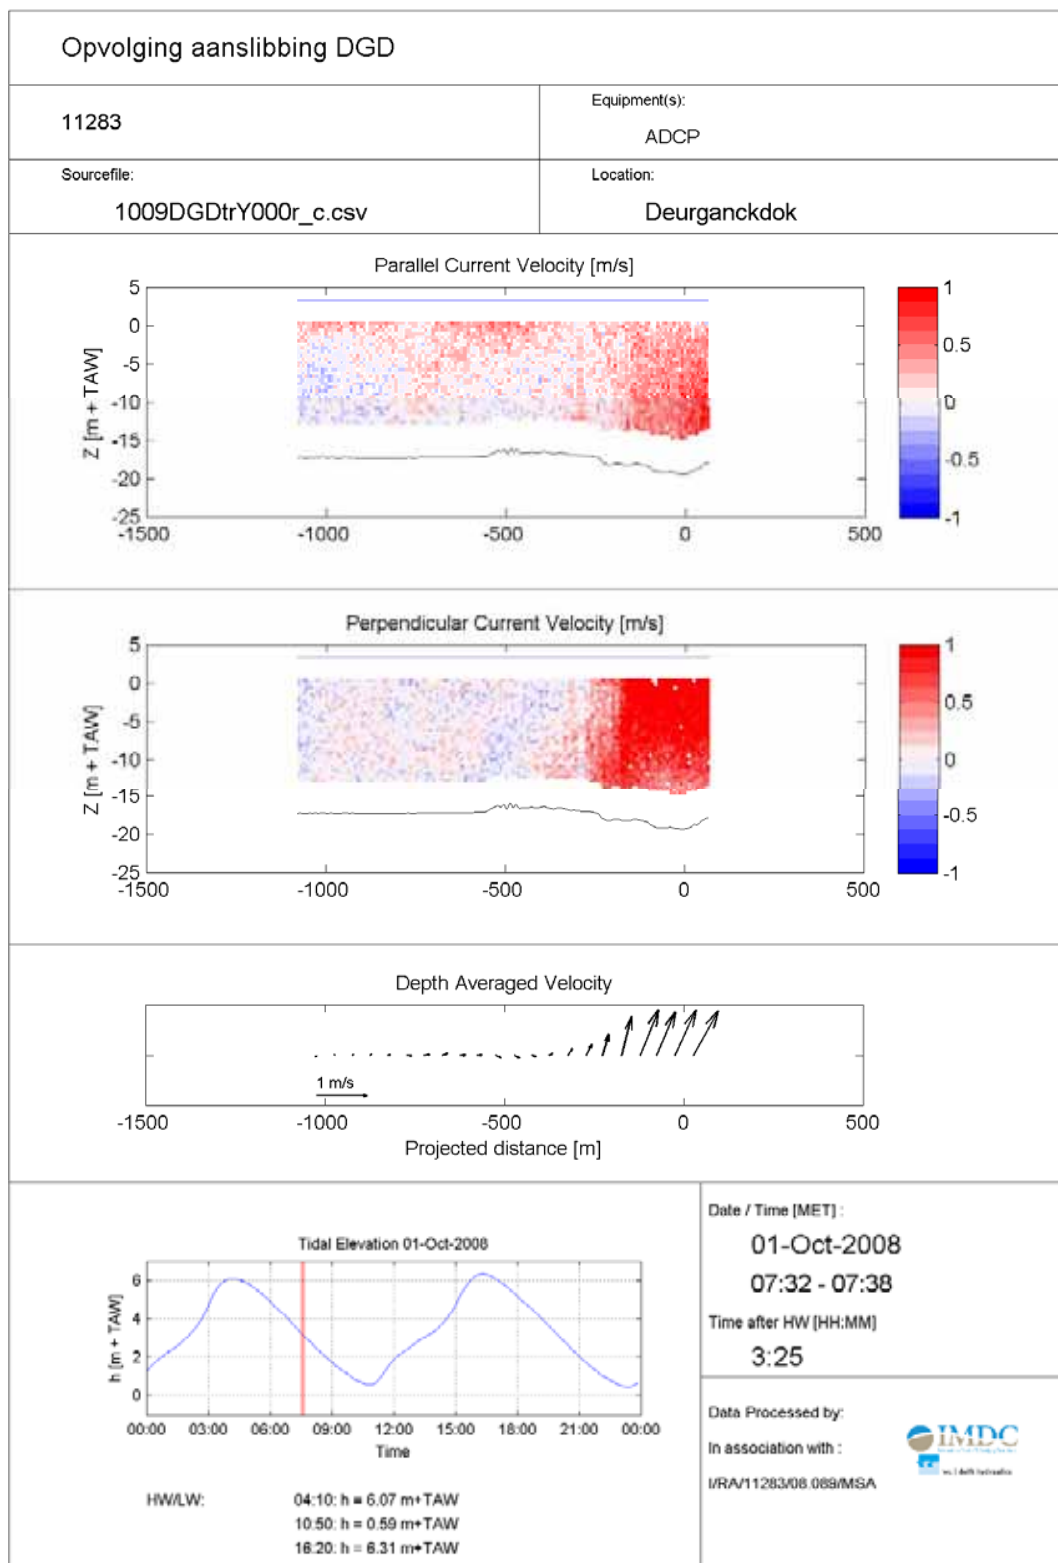 Opvolging aanslibbing DGD
11283
Equipment(s):
ADCP
Sourcefile:
1009DGDtrY000r_c.csv
Location:
Deurganckdok
Parallel Current Velocity [m/s]
Z [m + TAW]
5
0
-5
-10
-15
-20
-25
-1500
-1000
-500
0
500
1
0.5
0
-0.5
-1
Perpendicular Current Velocity [m/s]
Z [m + TAW]
5
0
-5
-10
-15
-20
-25
-1500
-1000
-500
0
500
1
0.5
0
-0.5
-1
Depth Averaged Velocity
1 m/s
-1500
-1000
-500
0
500
Projected distance [m]
Tidal Elevation 01-Oct-2008
h [m + TAW]
6
4
2
0
00:00
03:00
06:00
09:00
12:00
15:00
18:00
21:00
00:00
Time
HW/LW:
04:10: h = 6.07 m+TAW
10:50: h = 0.59 m+TAW
16:20: h = 6.31 m+TAW
Date / Time [MET] :
01-Oct-2008
07:32 - 07:38
Time after HW [HH:MM]
3:25
Data Processed by:
In association with :
I/RA/11283/08.089/MSA
IMDC
wl | delft hydraulics